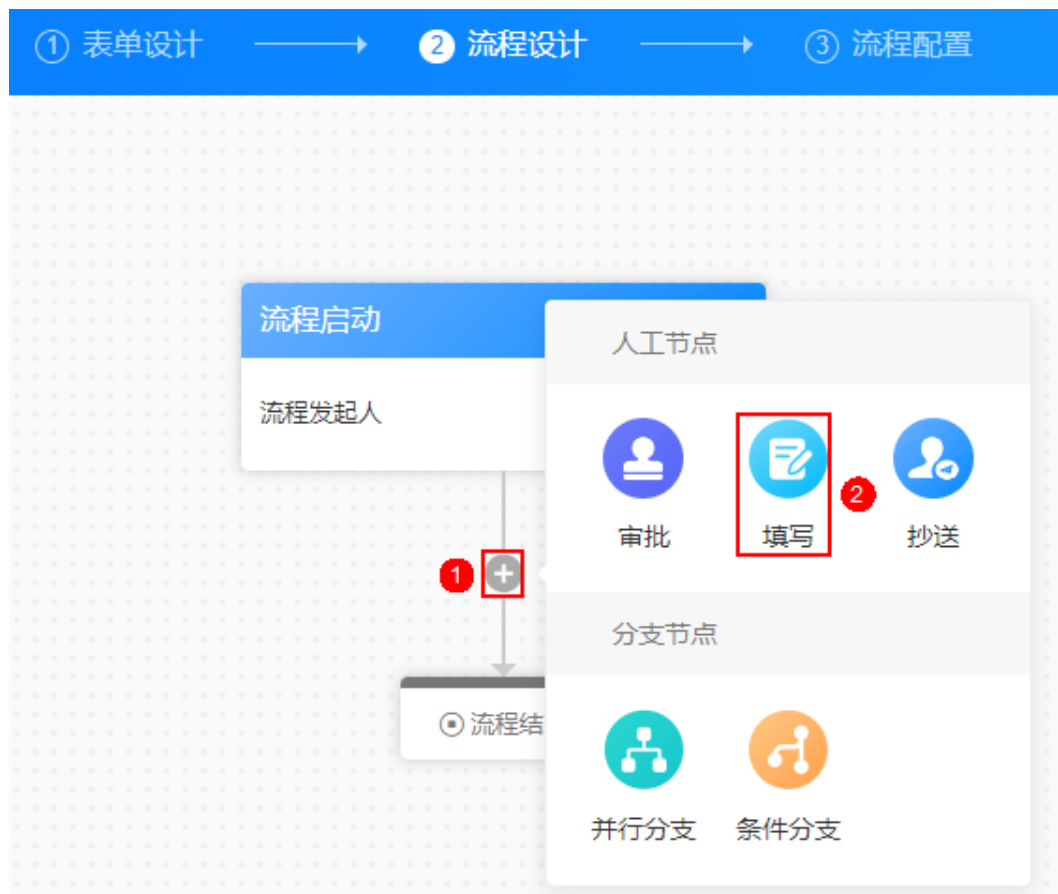 1 表单设计 2 流程设计 3 流程配置
流程启动
人工节点
流程发起人
审批 填写 2 抄送
1
分支节点
流程结
并行分支 条件分支